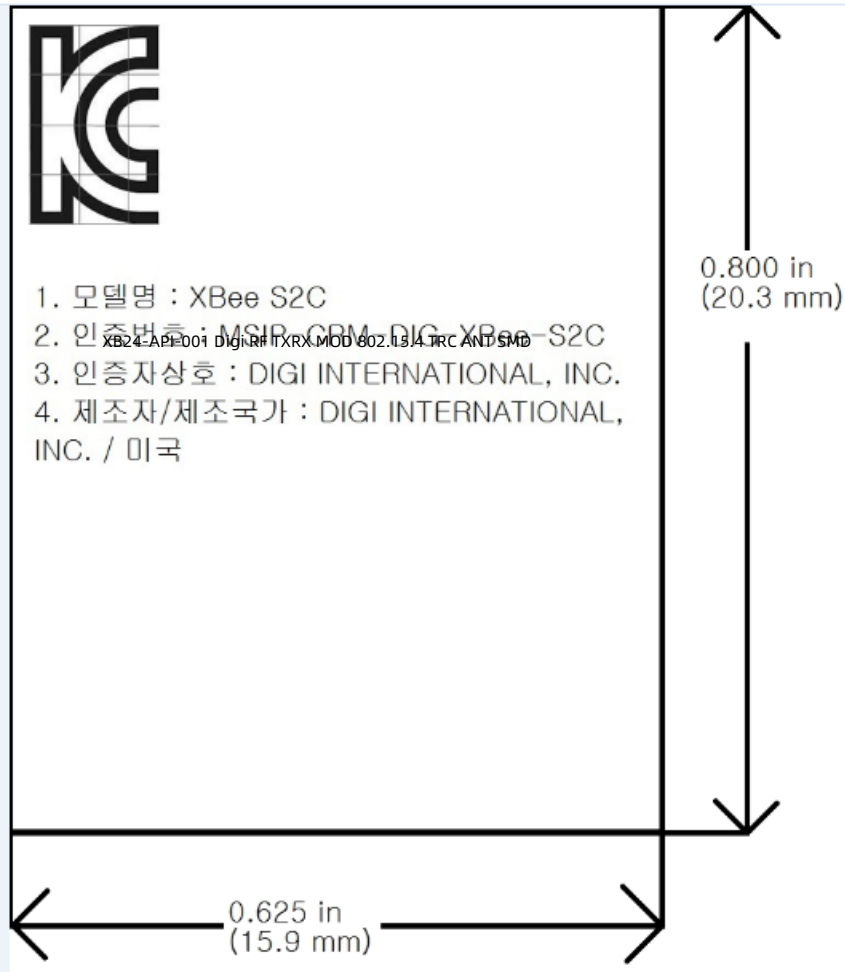 KC
1. 모델명 : XBee S2C
2. 인증번호 : MSIP-CRM-DIG-XBee-S2C
XB24-API-001 Digi RF TXRX MOD 802.15.4 TRC ANT SMD
3. 인증자상호 : DIGI INTERNATIONAL, INC.
4. 제조자/제조국가 : DIGI INTERNATIONAL,
INC. / 미국
0.800 in
(20.3 mm)
0.625 in
(15.9 mm)